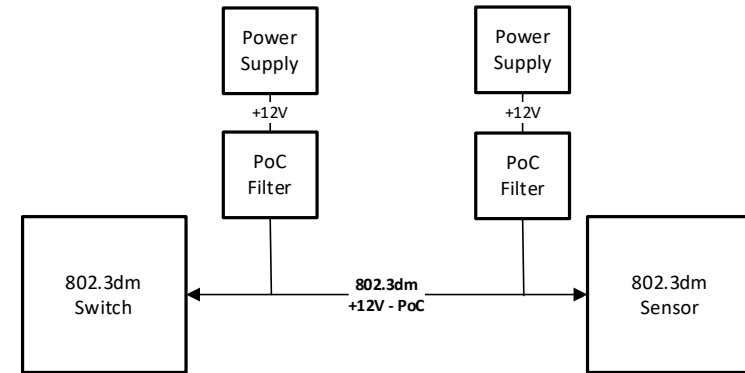 Power
Supply
Power
Supply
+12V
+12V
PoC
Filter
PoC
Filter
802.3dm
Switch
802.3dm
+12V - PoC
802.3dm
Sensor